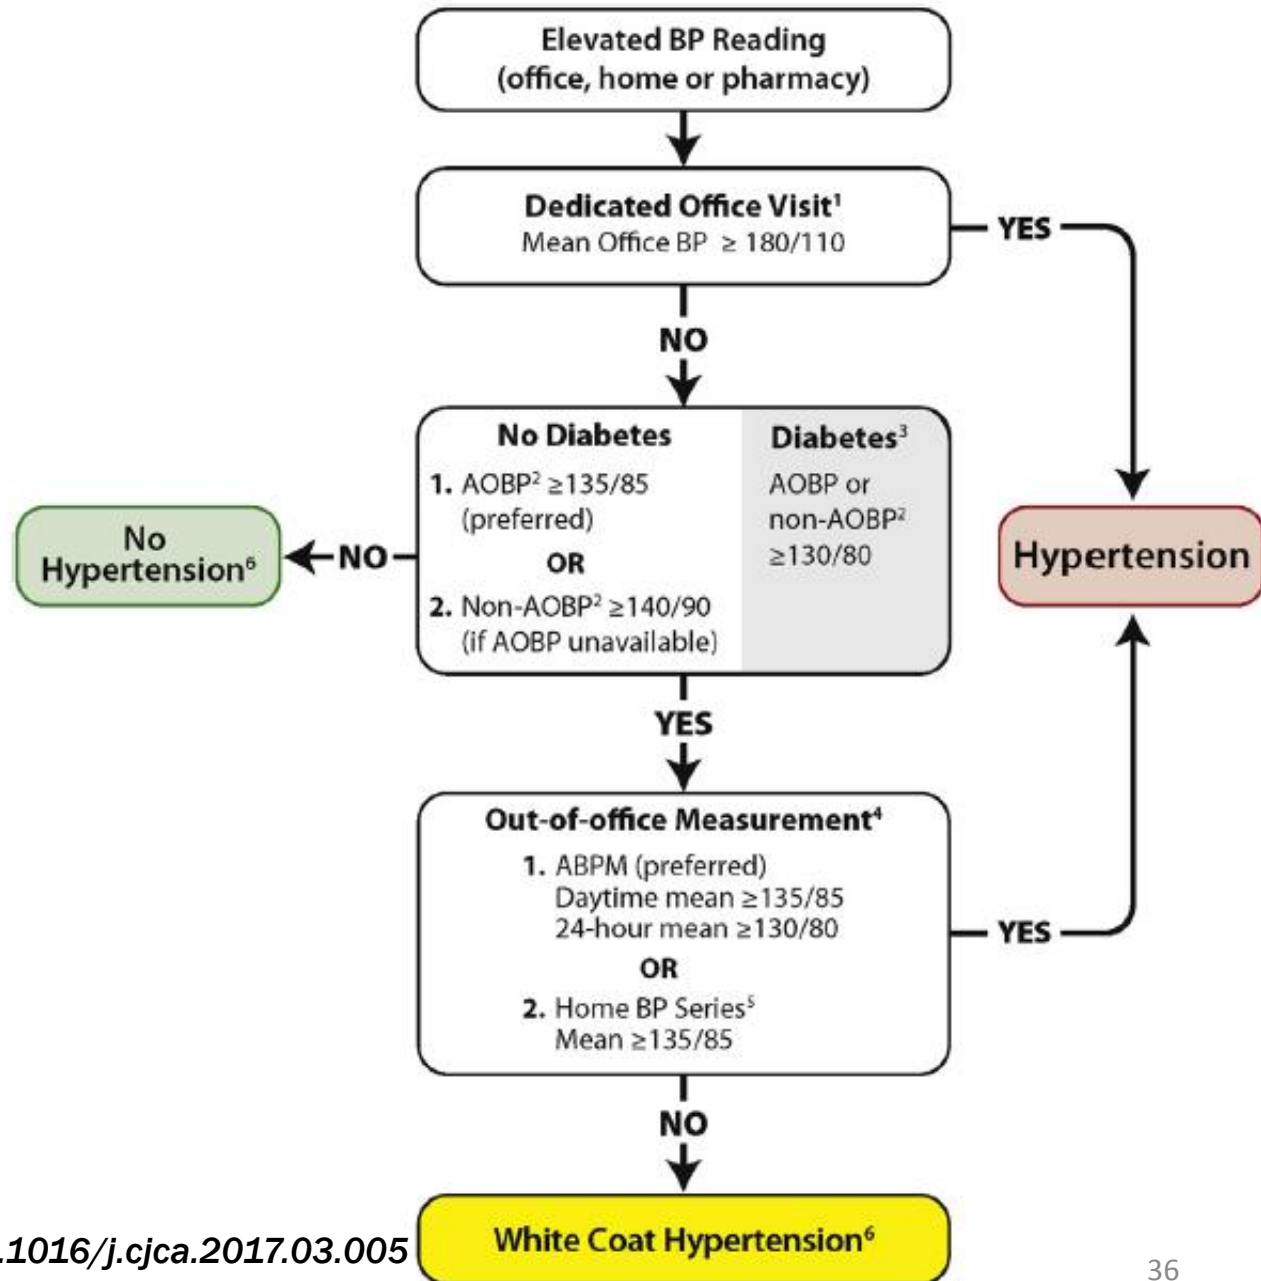 Elevated BP Reading
(office, home or pharmacy)
Dedicated Office Visit¹
Mean Office BP ≥ 180/110
YES
NO
No Diabetes
1. AOBP² ≥135/85
(preferred)
OR
2. Non-AOBP² ≥140/90
(if AOBP unavailable)
Diabetes³
AOBP or
non-AOBP²
≥130/80
NO
No
Hypertension⁶
Hypertension
YES
Out-of-office Measurement⁴
1. ABPM (preferred)
Daytime mean ≥135/85
24-hour mean ≥130/80
OR
2. Home BP Series⁵
Mean ≥135/85
YES
NO
White Coat Hypertension⁶
.1016/j.cjca.2017.03.005
36